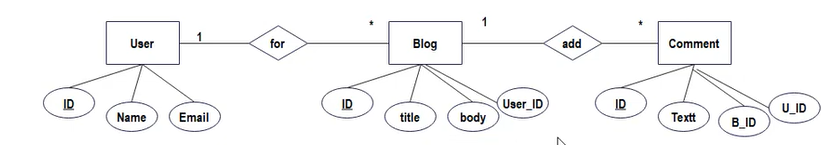 User 1 for * Blog 1 add * Comment
ID Name Email ID title body User_ID ID Textt B_ID U_ID